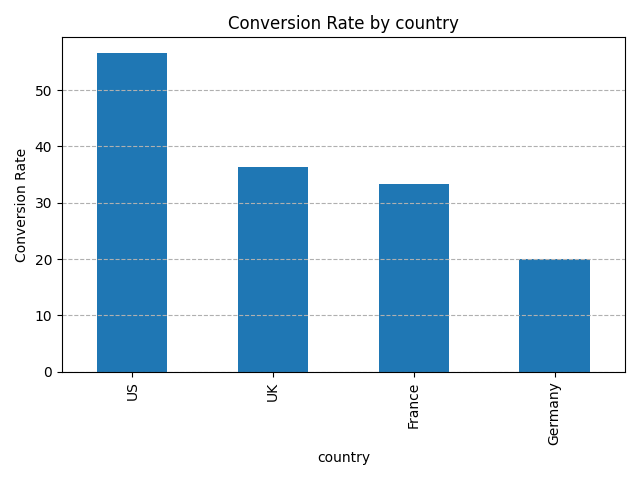 Conversion Rate by country
Conversion Rate
50
40
30
20
10
0
US
UK
France
Germany
country